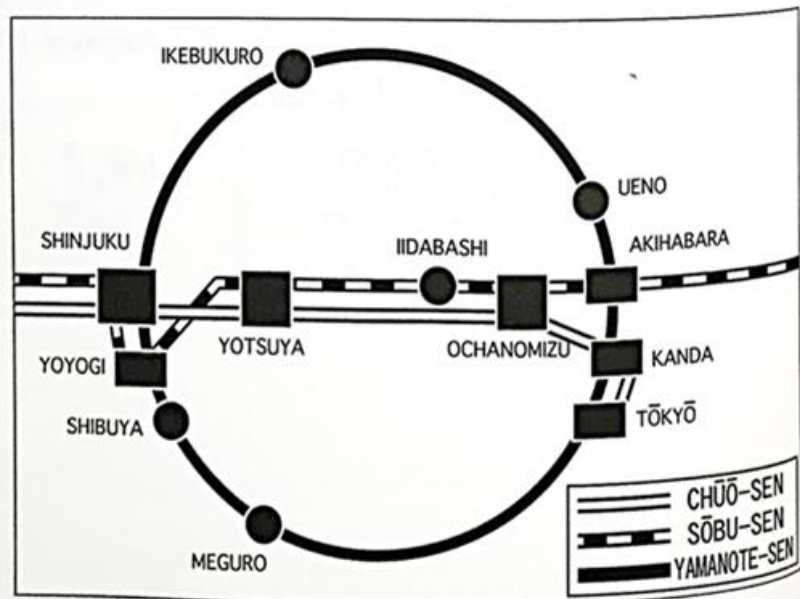 IKEBUKURO
UENO
SHINJUKU
IIDABASHI
AKIHABARA
YOYOGI
YOTSUYA
OCHANOMIZU
KANDA
SHIBUYA
TŌKYŌ
MEGURO
CHŪŌ-SEN
SŌBU-SEN
YAMANOTE-SEN